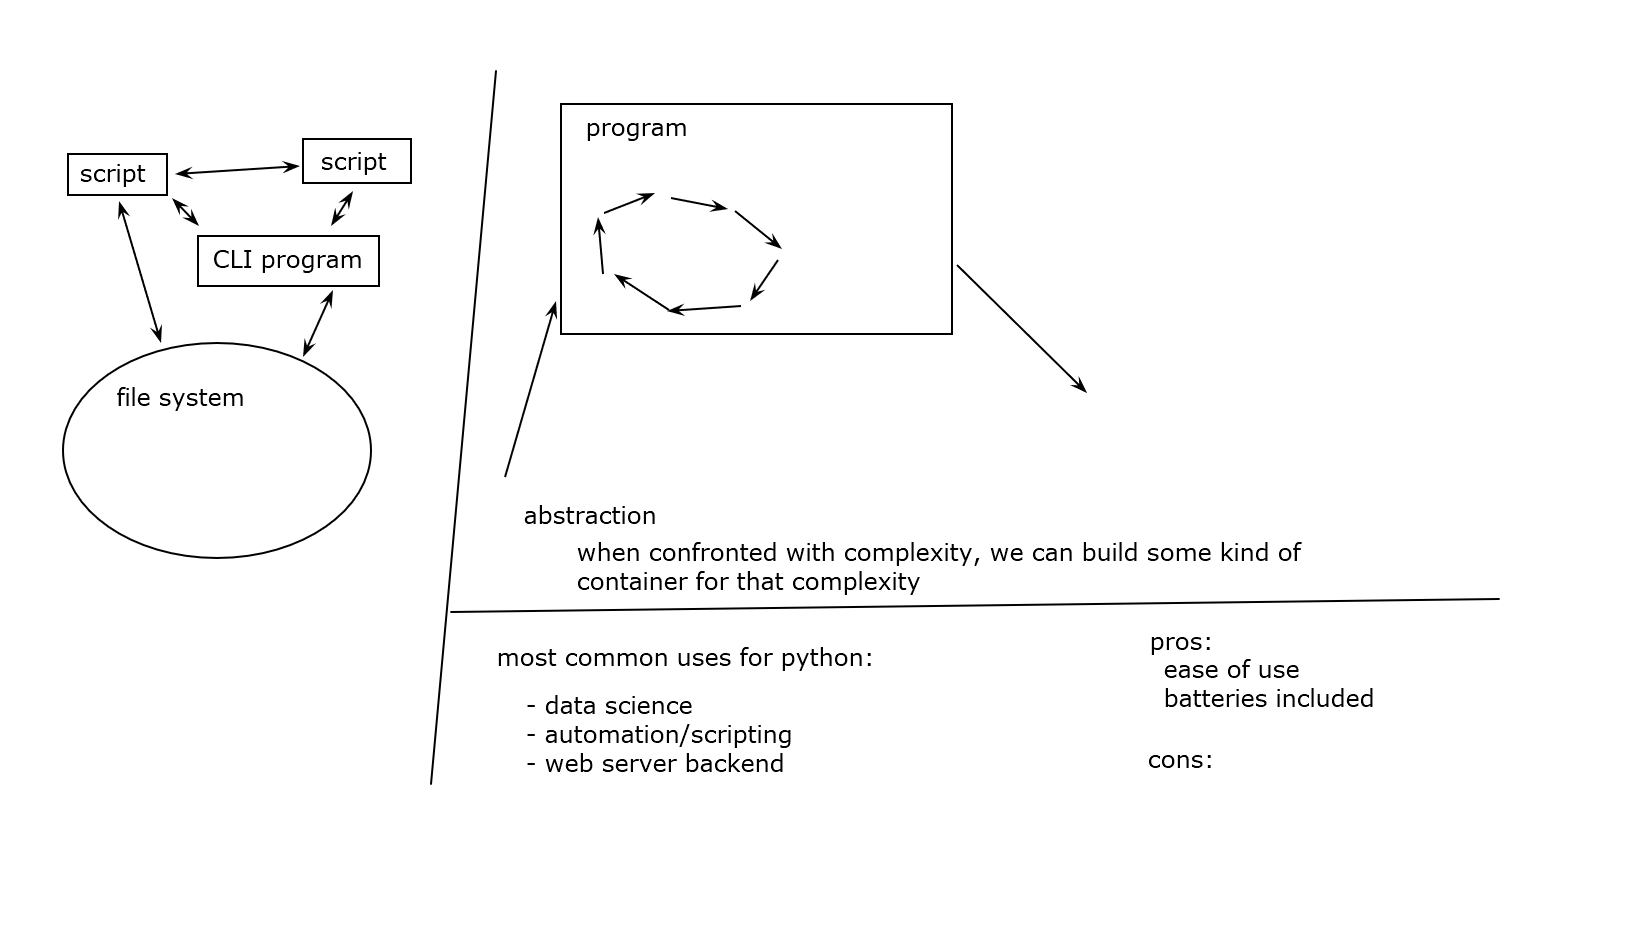 script
script
CLI program
file system
program
abstraction
when confronted with complexity, we can build some kind of
container for that complexity
most common uses for python:
- data science
- automation/scripting
- web server backend
pros:
ease of use
batteries included
cons: